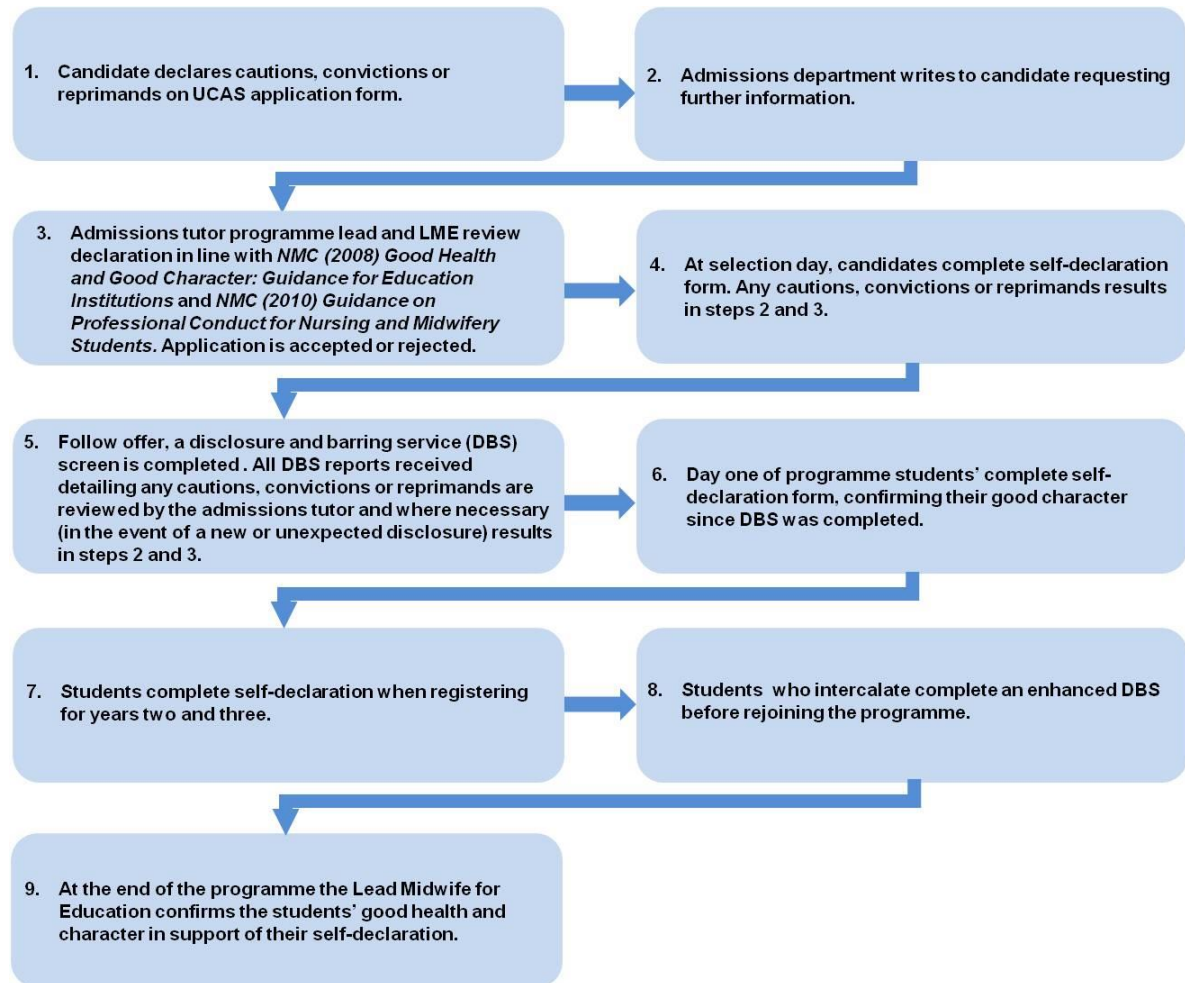 1. Candidate declares cautions, convictions or
reprimands on UCAS application form.
2. Admissions department writes to candidate requesting
further information.
3. Admissions tutor programme lead and LME review
declaration in line with NMC (2008) Good Health
and Good Character: Guidance for Education
Institutions and NMC (2010) Guidance on
Professional Conduct for Nursing and Midwifery
Students. Application is accepted or rejected.
4. At selection day, candidates complete self-declaration
form. Any cautions, convictions or reprimands results
in steps 2 and 3.
5. Follow offer, a disclosure and barring service (DBS)
screen is completed . All DBS reports received
detailing any cautions, convictions or reprimands are
reviewed by the admissions tutor and where necessary
(in the event of a new or unexpected disclosure) results
in steps 2 and 3.
6. Day one of programme students' complete self-
declaration form, confirming their good character
since DBS was completed.
7. Students complete self-declaration when registering
for years two and three.
8. Students who intercalate complete an enhanced DBS
before rejoining the programme.
9. At the end of the programme the Lead Midwife for
Education confirms the students' good health and
character in support of their self-declaration.